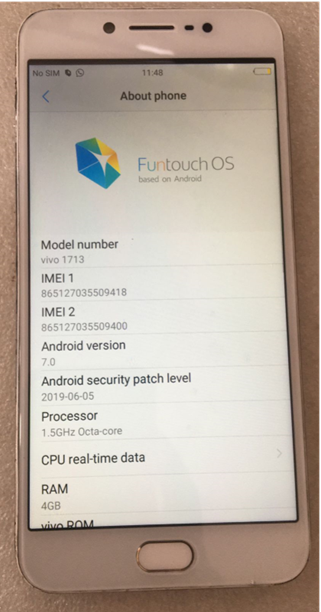 No SIM 11:48
About phone
Funtouch OS
based on Android
Model number
vivo 1713
IMEI 1
865127035509418
IMEI 2
865127035509400
Android version
7.0
Android security patch level
2019-06-05
Processor
1.5GHz Octa-core
CPU real-time data
RAM
4GB
vivo ROM